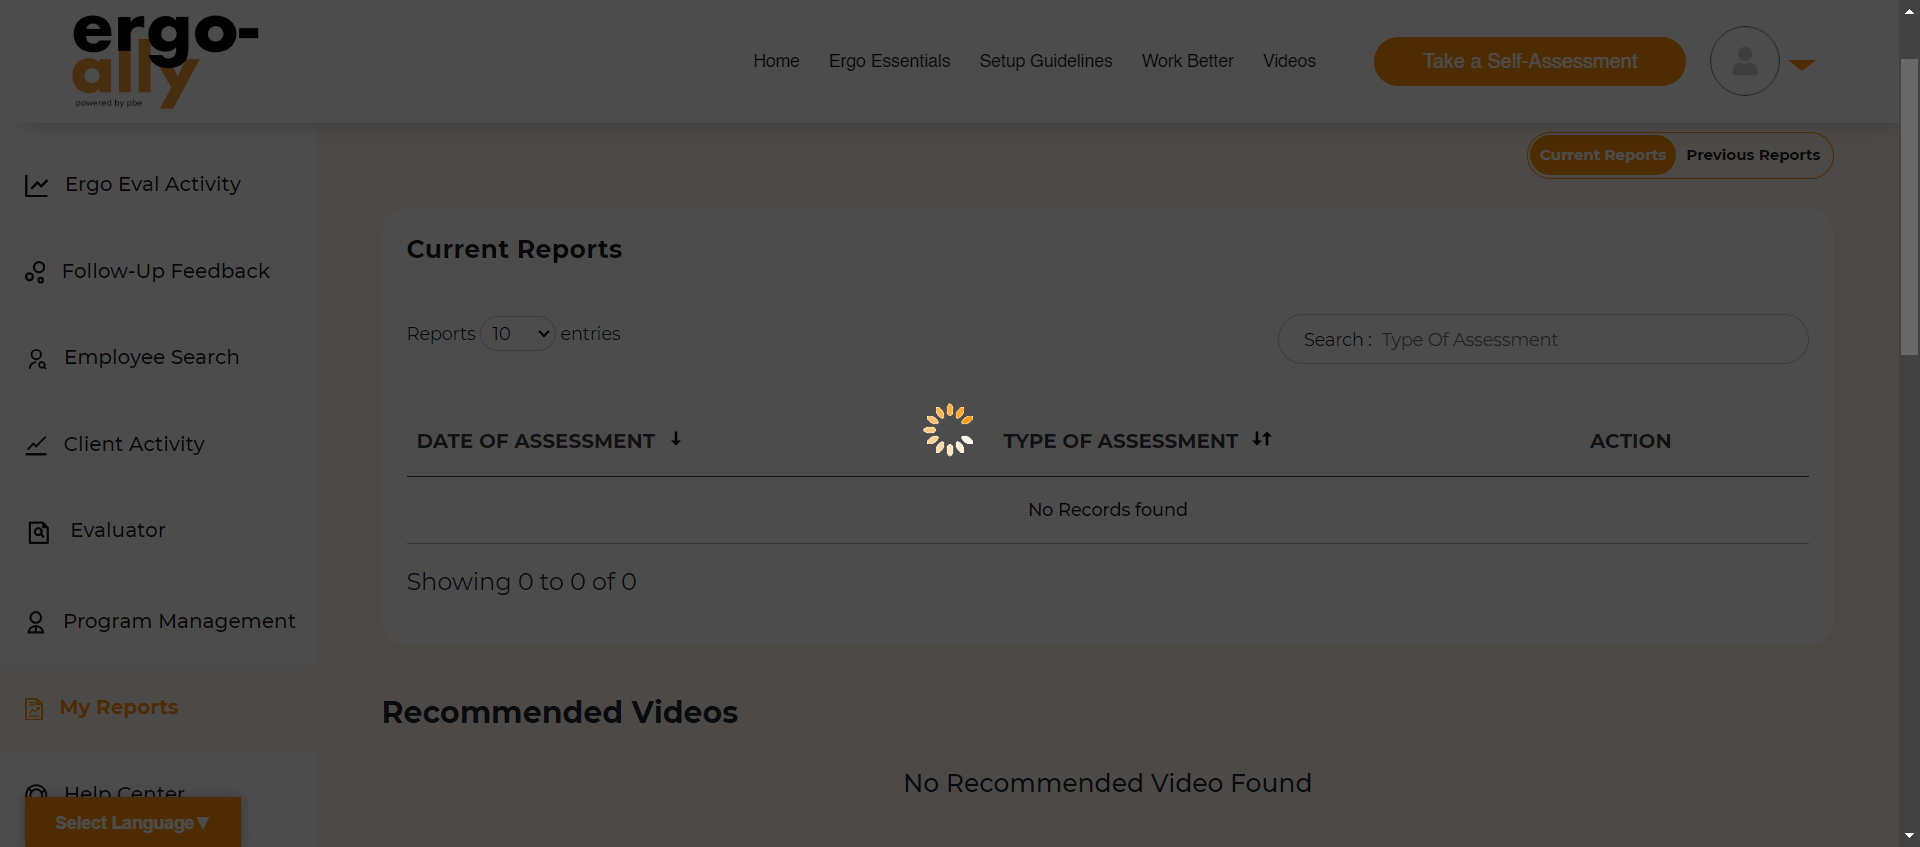 ergo-
ally
powered by pbe
Home
Ergo Essentials
Setup Guidelines
Work Better
Videos
Take a Self-Assessment
Current Reports
Previous Reports
Ergo Eval Activity
Follow-Up Feedback
Employee Search
Client Activity
Evaluator
Program Management
My Reports
Help Center
Select Language▼
Current Reports
Reports 10 entries
Search : Type Of Assessment
DATE OF ASSESSMENT
TYPE OF ASSESSMENT
ACTION
No Records found
Showing 0 to 0 of 0
Recommended Videos
No Recommended Video Found